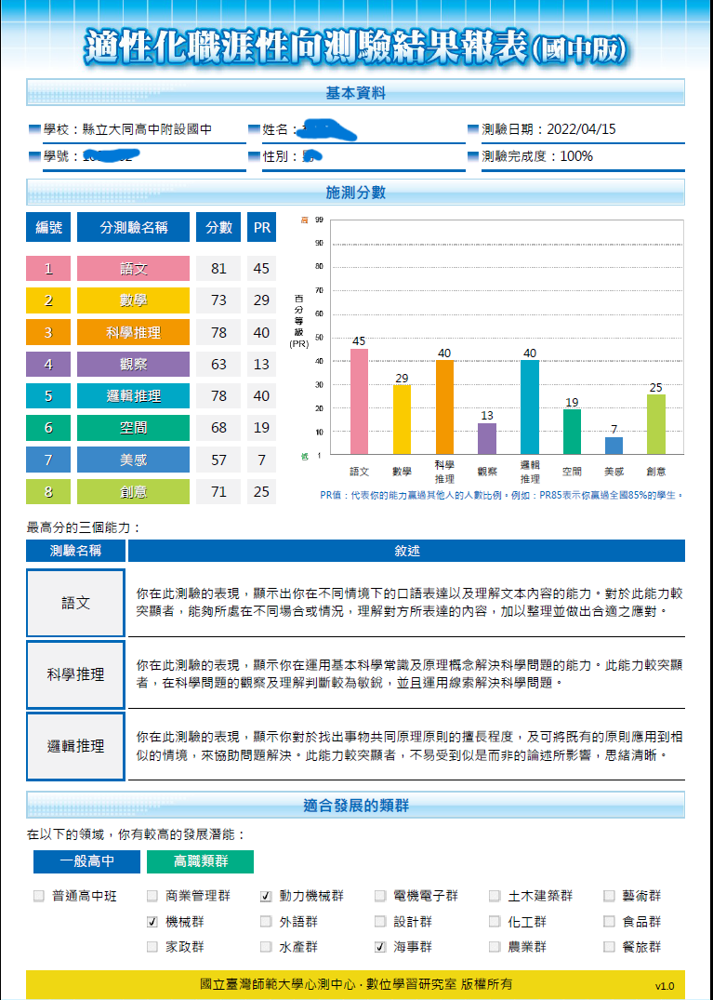 適性化職涯性向測驗結果報表(國中版)
基本資料
學校：縣立大同高中附設國中 姓名： 測驗日期：2022/04/15
學號： 性別： 測驗完成度：100%
施測分數
編號 分測驗名稱 分數 PR
1 語文 81 45
2 數學 73 29
3 科學推理 78 40
4 觀察 63 13
5 邏輯推理 78 40
6 空間 68 19
7 美感 57 7
8 創意 71 25
高 99
90
80
70
60
50
40
30
20
10
低 1
百分等級(PR)
45 29 40 13 40 19 7 25
語文 數學 科學推理 觀察 邏輯推理 空間 美感 創意
PR值：代表你的能力贏過其他人的人數比例。例如：PR85表示你贏過全國85%的學生。
最高分的三個能力：
測驗名稱 敘述
語文
你在此測驗的表現，顯示出你在不同情境下的口語表達以及理解文本內容的能力。對於此能力較
突顯者，能夠所處在不同場合或情況，理解對方所表達的內容，加以整理並做出合適之應對。
科學推理
你在此測驗的表現，顯示你在運用基本科學常識及原理概念解決科學問題的能力。此能力較突顯
者，在科學問題的觀察及理解判斷較為敏銳，並且運用線索解決科學問題。
邏輯推理
你在此測驗的表現，顯示你對於找出事物共同原理原則的擅長程度，及可將既有的原則應用到相
似的情境，來協助問題解決。此能力較突顯者，不易受到似是而非的論述所影響，思緒清晰。
適合發展的類群
在以下的領域，你有較高的發展潛能：
一般高中 高職類群
普通高中班 商業管理群 ✓ 動力機械群 電機電子群 土木建築群 藝術群
✓ 機械群 外語群 設計群 化工群 食品群
家政群 水產群 ✓ 海事群 農業群 餐旅群
國立臺灣師範大學心測中心‧數位學習研究室 版權所有 v1.0